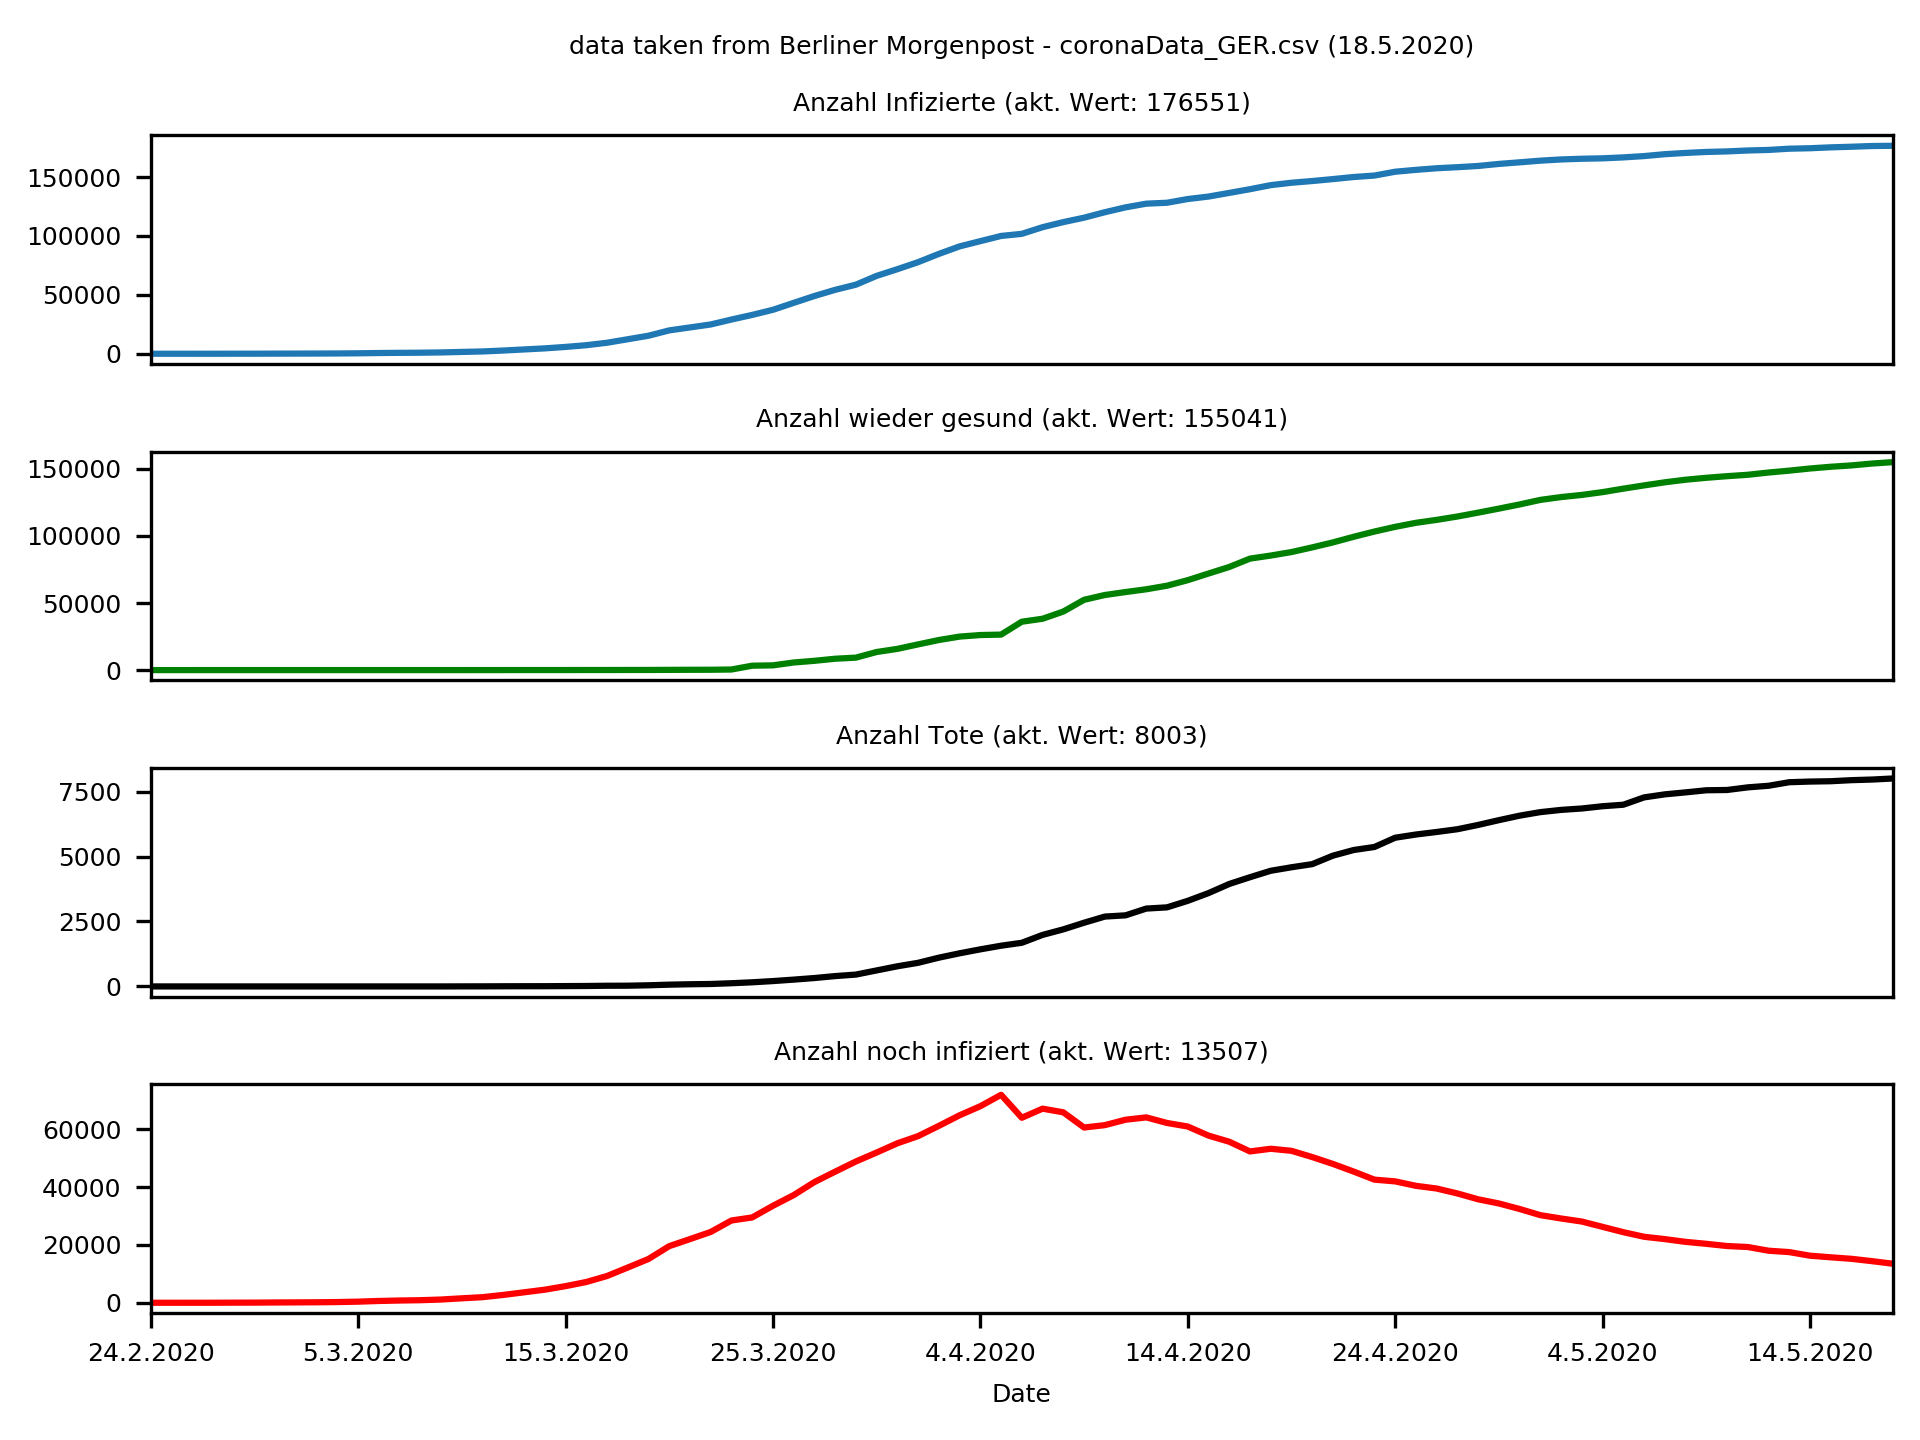 data taken from Berliner Morgenpost - coronaData_GER.csv (18.5.2020)
Anzahl Infizierte (akt. Wert: 176551)
150000
100000
50000
0
Anzahl wieder gesund (akt. Wert: 155041)
150000
100000
50000
0
Anzahl Tote (akt. Wert: 8003)
7500
5000
2500
0
Anzahl noch infiziert (akt. Wert: 13507)
60000
40000
20000
0
24.2.2020 5.3.2020 15.3.2020 25.3.2020 4.4.2020 14.4.2020 24.4.2020 4.5.2020 14.5.2020
Date